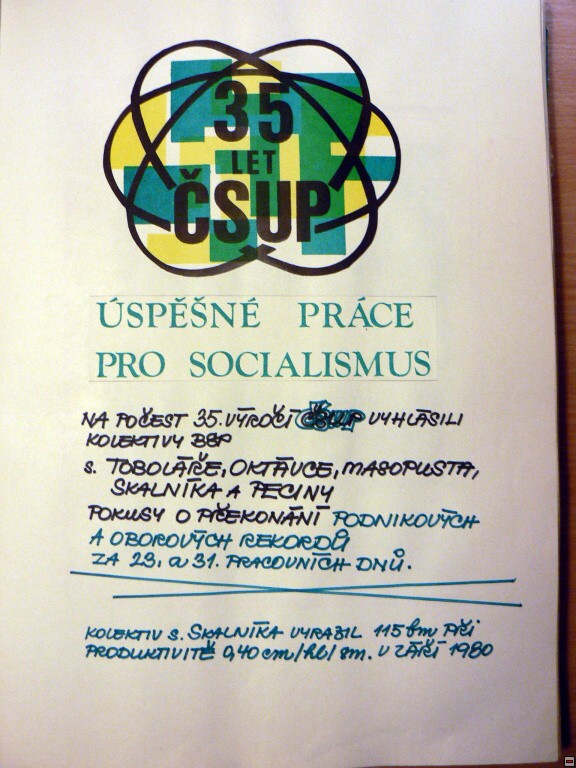 35
LET
ČSUP
ÚSPĚŠNÉ PRÁCE
PRO SOCIALISMUS
NA POČEST 35. VÝROČÍ ČSUP VYHLÁSILI
KOLEKTIVY BSP
s. TOBOLÁŘE, OKTÁVCE, MASOPUSTA,
SKALNÍKA A PECINY
POKUSY O PŘEKONÁNÍ PODNIKOVÝCH
A OBOROVÝCH REKORDŮ
ZA 23. a 31. PRACOVNÍCH DNŮ.
KOLEKTIV s. SKALNÍKA VYRAZIL 115 bm PŘI
PRODUKTIVITĚ 0,40 cm/hl/sm. V ZÁŘÍ 1980